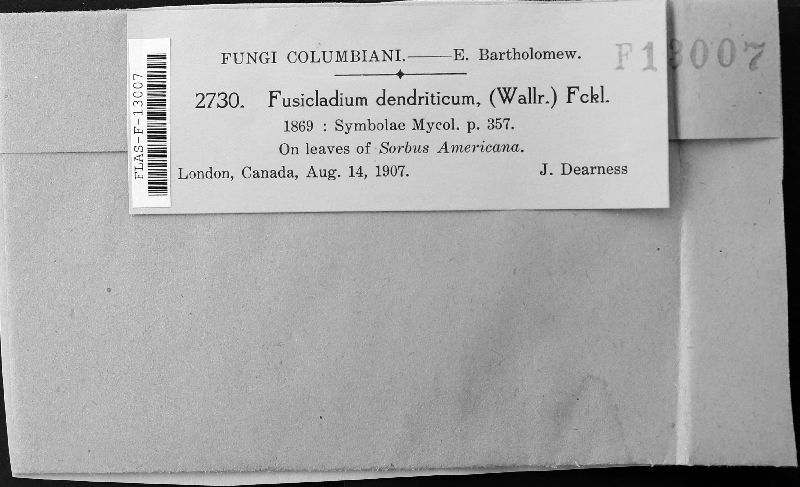 FUNGI COLUMBIANI.——E. Bartholomew.
F13007
2730. Fusicladium dendriticum, (Wallr.) Fckl.
1869 : Symbolae Mycol. p. 357.
On leaves of Sorbus Americana.
London, Canada, Aug. 14, 1907. J. Dearness
FLAS-F-13007